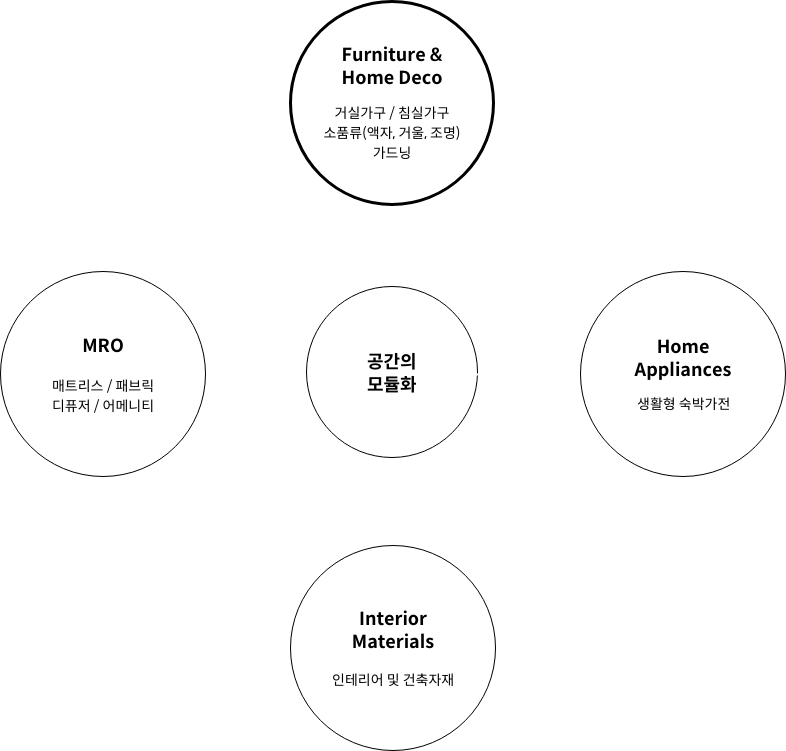 Furniture &
Home Deco
거실가구 / 침실가구
소품류(액자, 거울, 조명)
가드닝
MRO
매트리스 / 패브릭
디퓨저 / 어메니티
공간의
모듈화
Home
Appliances
생활형 숙박가전
Interior
Materials
인테리어 및 건축자재